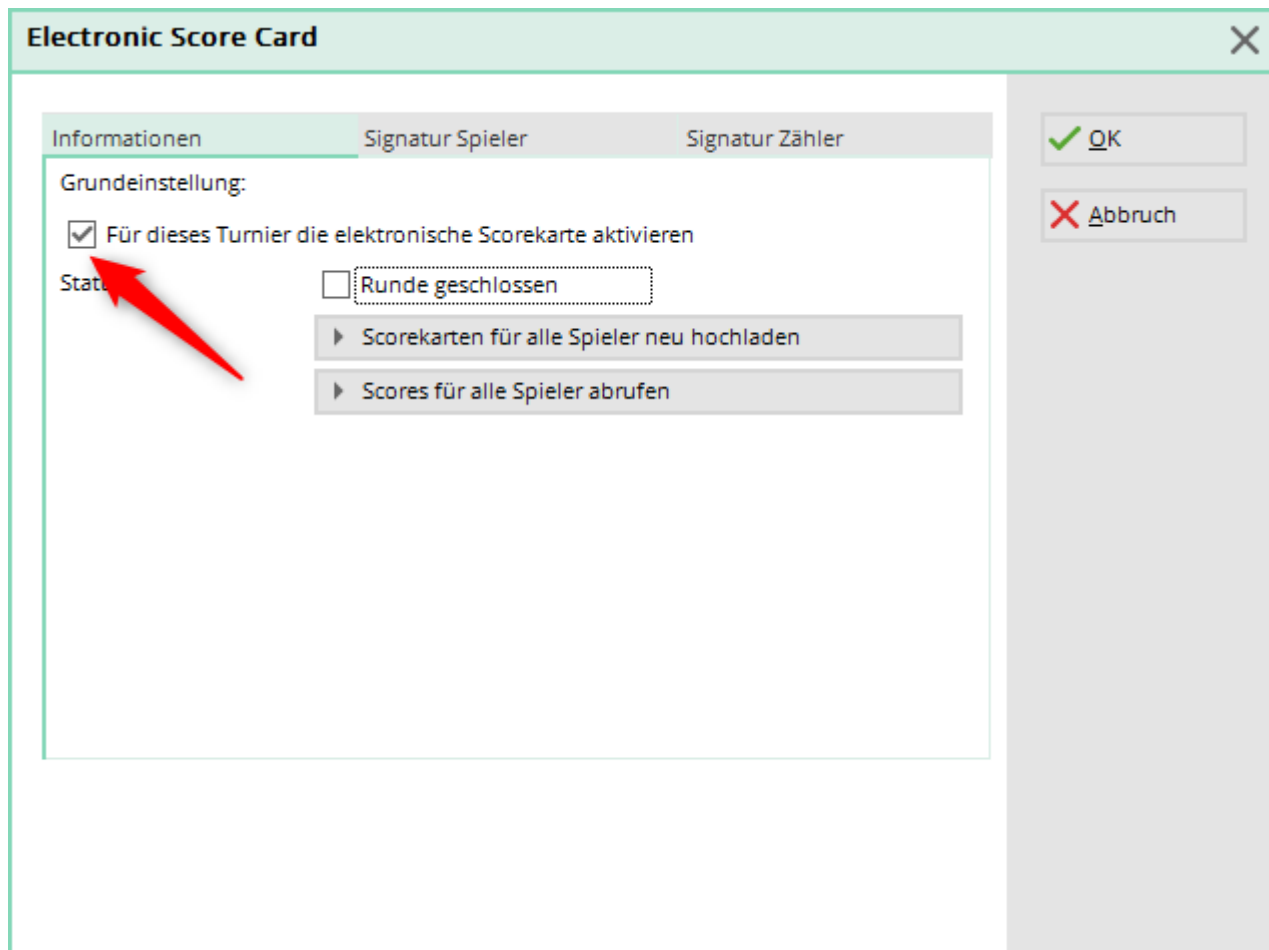 Electronic Score Card
Informationen
Signatur Spieler
Signatur Zähler
OK
Abbruch
Grundeinstellung:
Für dieses Turnier die elektronische Scorekarte aktivieren
Runde geschlossen
Scorekarten für alle Spieler neu hochladen
Scores für alle Spieler abrufen